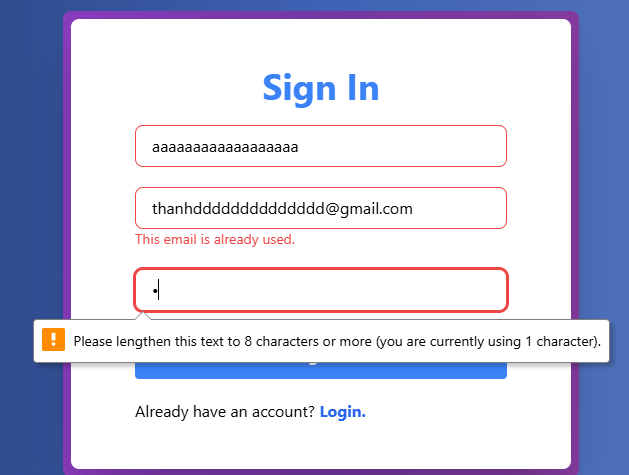 Sign In
aaaaaaaaaaaaaaaaaa
thanhdddddddddddddd@gmail.com
This email is already used.
•
Please lengthen this text to 8 characters or more (you are currently using 1 character).
Already have an account? Login.